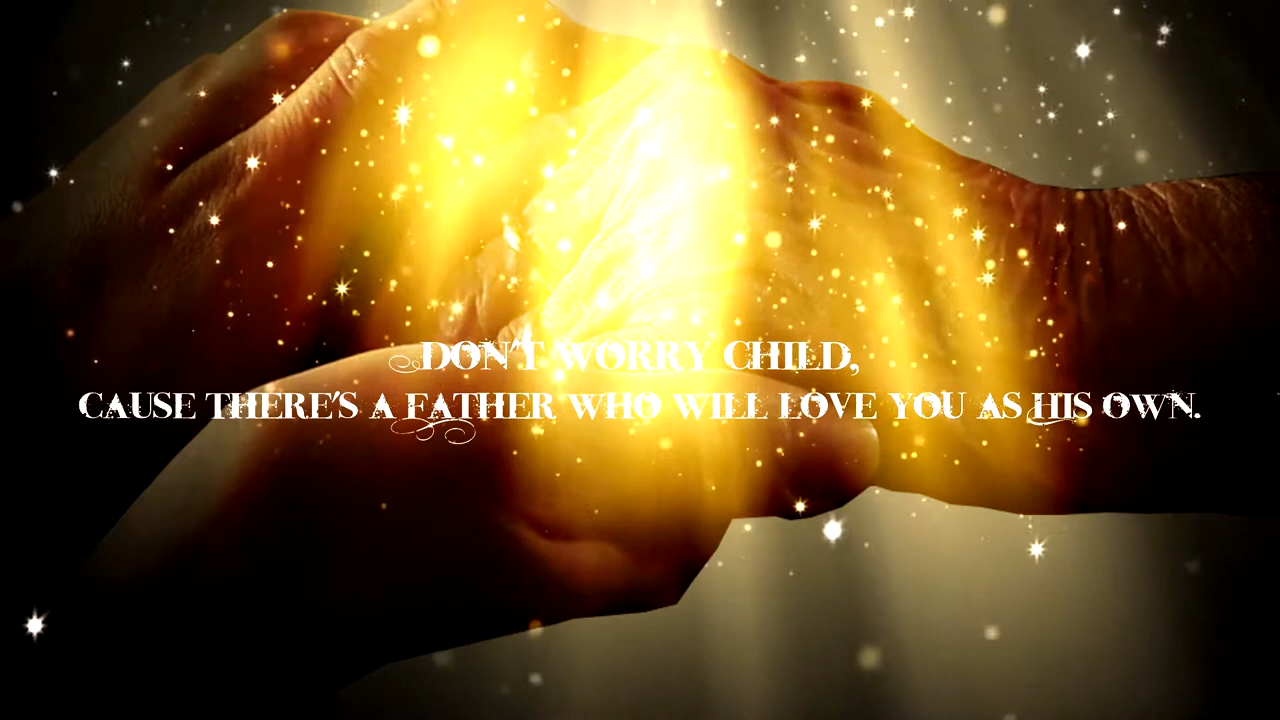 DON'T WORRY CHILD,
CAUSE THERE'S A FATHER WHO WILL LOVE YOU AS HIS OWN.